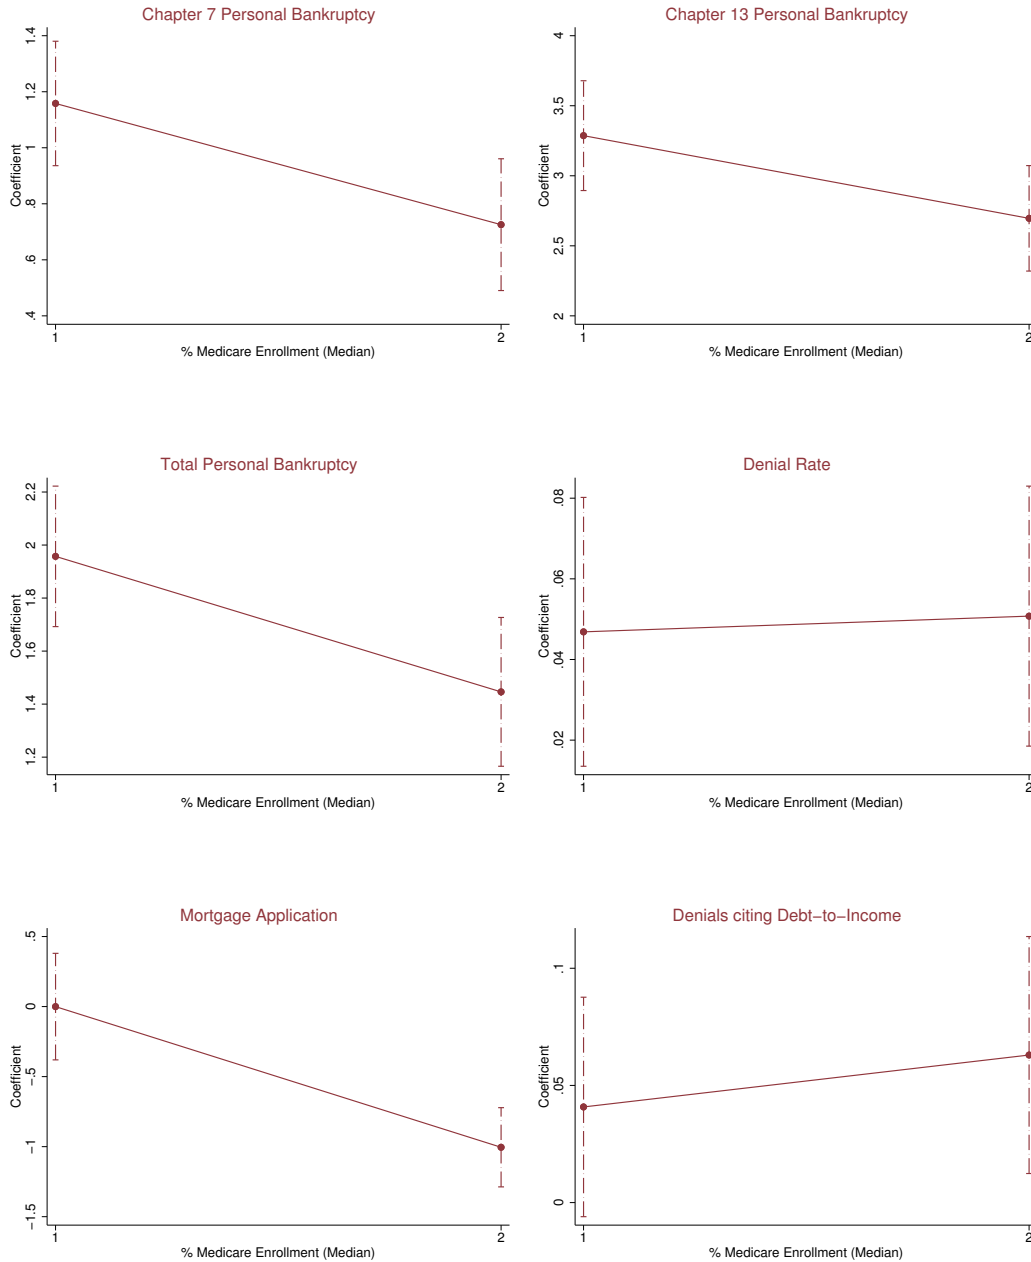 Chapter 7 Personal Bankruptcy
Coefficient
1.4
1.2
1
.8
.6
.4
1
2
% Medicare Enrollment (Median)
Chapter 13 Personal Bankruptcy
Coefficient
4
3.5
3
2.5
2
1
2
% Medicare Enrollment (Median)
Total Personal Bankruptcy
Coefficient
2.2
2
1.8
1.6
1.4
1.2
1
2
% Medicare Enrollment (Median)
Denial Rate
Coefficient
.08
.06
.04
.02
1
2
% Medicare Enrollment (Median)
Mortgage Application
Coefficient
.5
0
−.5
−1
−1.5
1
2
% Medicare Enrollment (Median)
Denials citing Debt−to−Income
Coefficient
.1
.05
0
1
2
% Medicare Enrollment (Median)